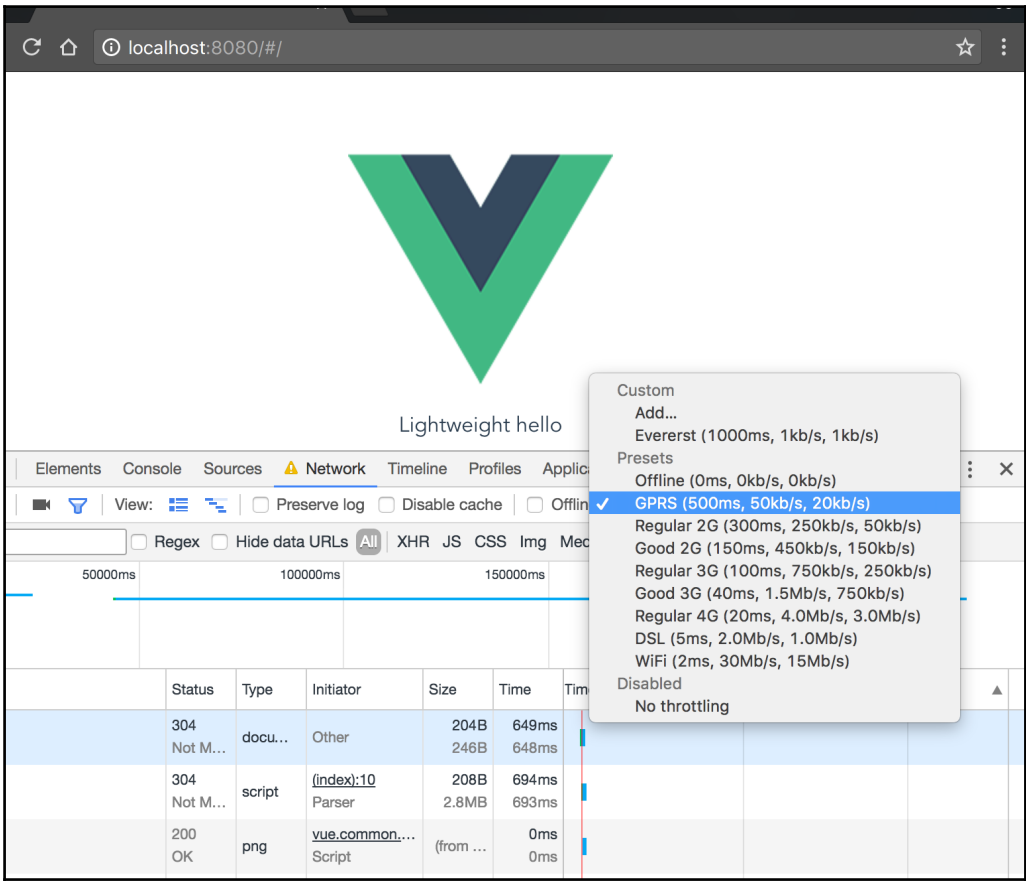 localhost:8080/#/
Lightweight hello
Custom
Add...
Evererst (1000ms, 1kb/s, 1kb/s)
Presets
Offline (0ms, 0kb/s, 0kb/s)
✓ GPRS (500ms, 50kb/s, 20kb/s)
Regular 2G (300ms, 250kb/s, 50kb/s)
Good 2G (150ms, 450kb/s, 150kb/s)
Regular 3G (100ms, 750kb/s, 250kb/s)
Good 3G (40ms, 1.5Mb/s, 750kb/s)
Regular 4G (20ms, 4.0Mb/s, 3.0Mb/s)
DSL (5ms, 2.0Mb/s, 1.0Mb/s)
WiFi (2ms, 30Mb/s, 15Mb/s)
Disabled
No throttling
Elements Console Sources Network Timeline Profiles Applica
View: Preserve log Disable cache Offlin
Regex Hide data URLs All XHR JS CSS Img Med
50000ms 100000ms 150000ms
Status Type Initiator Size Time Tim
304 docu... Other 204B 649ms
Not M... 246B 648ms
304 script (index):10 208B 694ms
Not M... Parser 2.8MB 693ms
200 png vue.common.... (from ... 0ms
OK Script 0ms